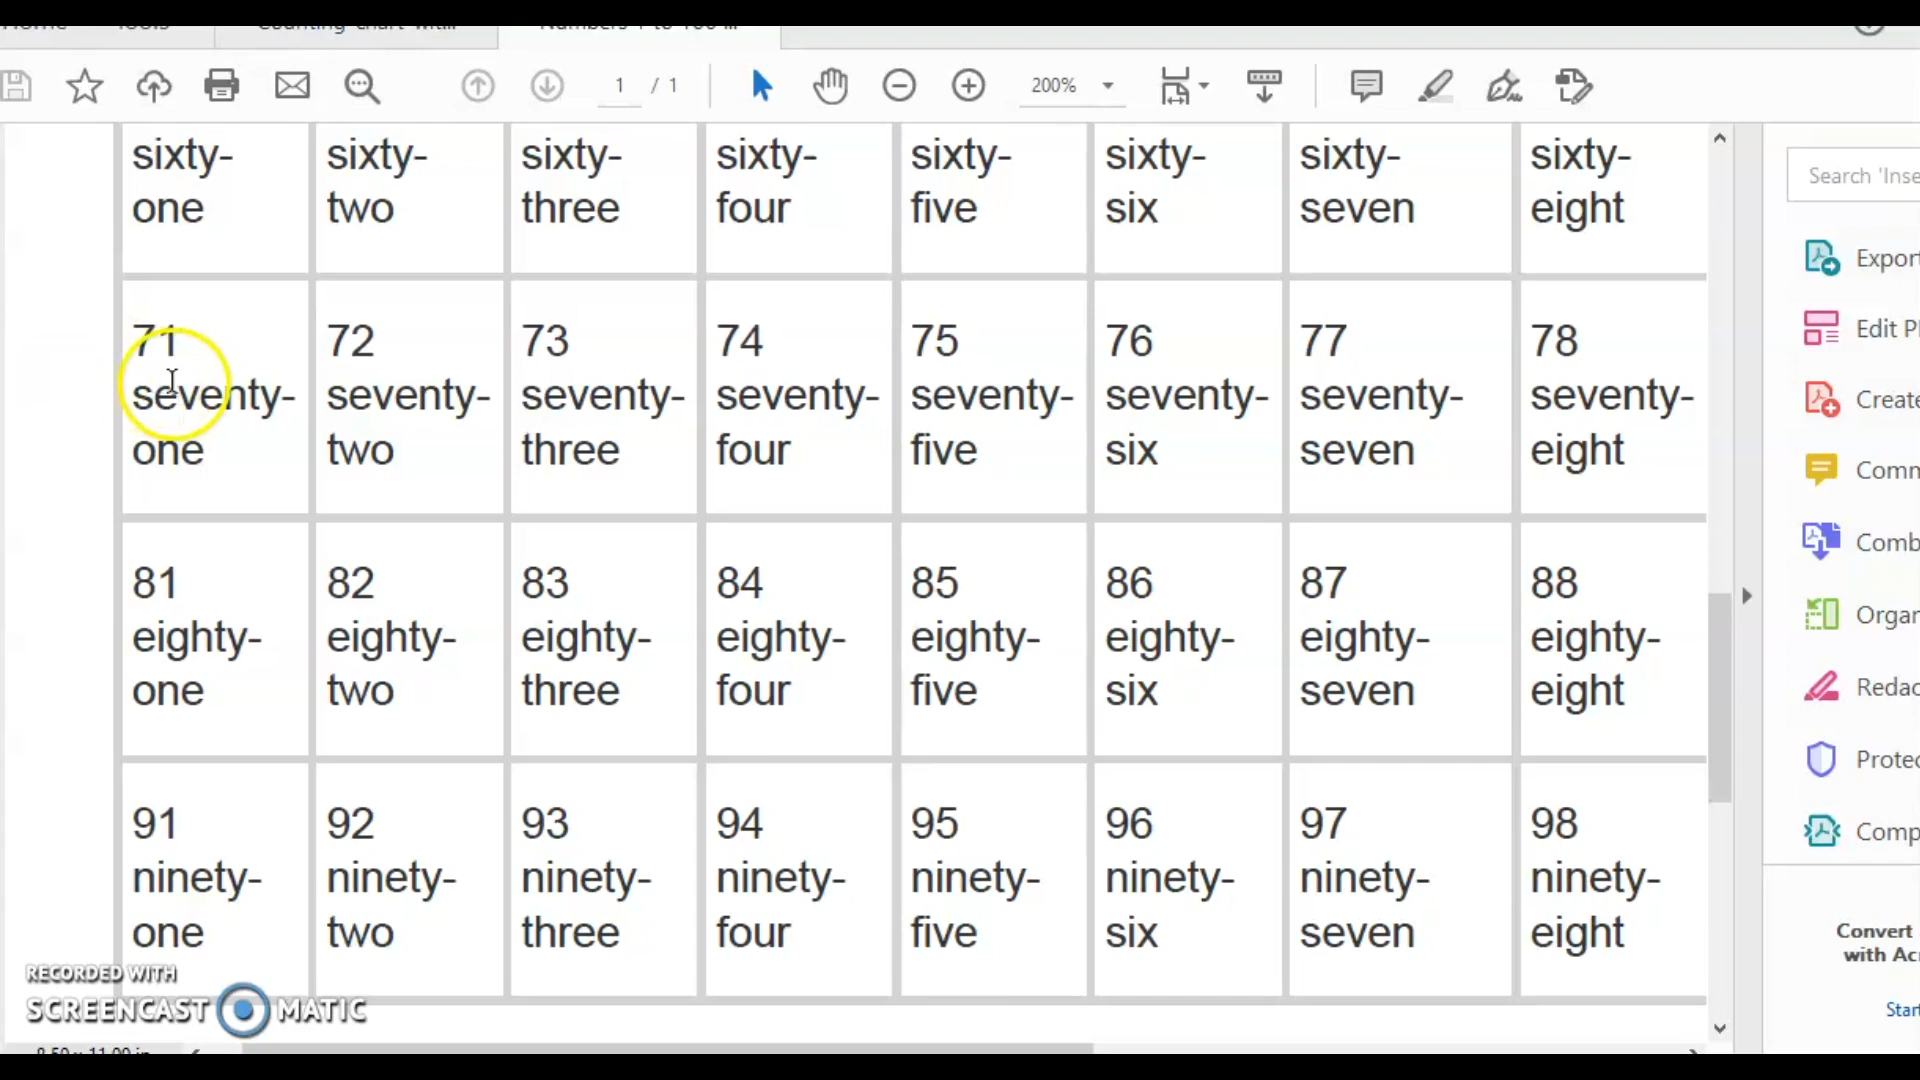 1 / 1
200%
Search 'Inse
sixty- sixty- sixty- sixty- sixty- sixty- sixty- sixty-
one two three four five six seven eight
71 72 73 74 75 76 77 78
seventy- seventy- seventy- seventy- seventy- seventy- seventy- seventy-
one two three four five six seven eight
81 82 83 84 85 86 87 88
eighty- eighty- eighty- eighty- eighty- eighty- eighty- eighty-
one two three four five six seven eight
91 92 93 94 95 96 97 98
ninety- ninety- ninety- ninety- ninety- ninety- ninety- ninety-
one two three four five six seven eight
Export
Edit P
Create
Comm
Comb
Organ
Redac
Protec
Comp
Convert
with Acr
Start
RECORDED WITH
SCREENCAST MATIC